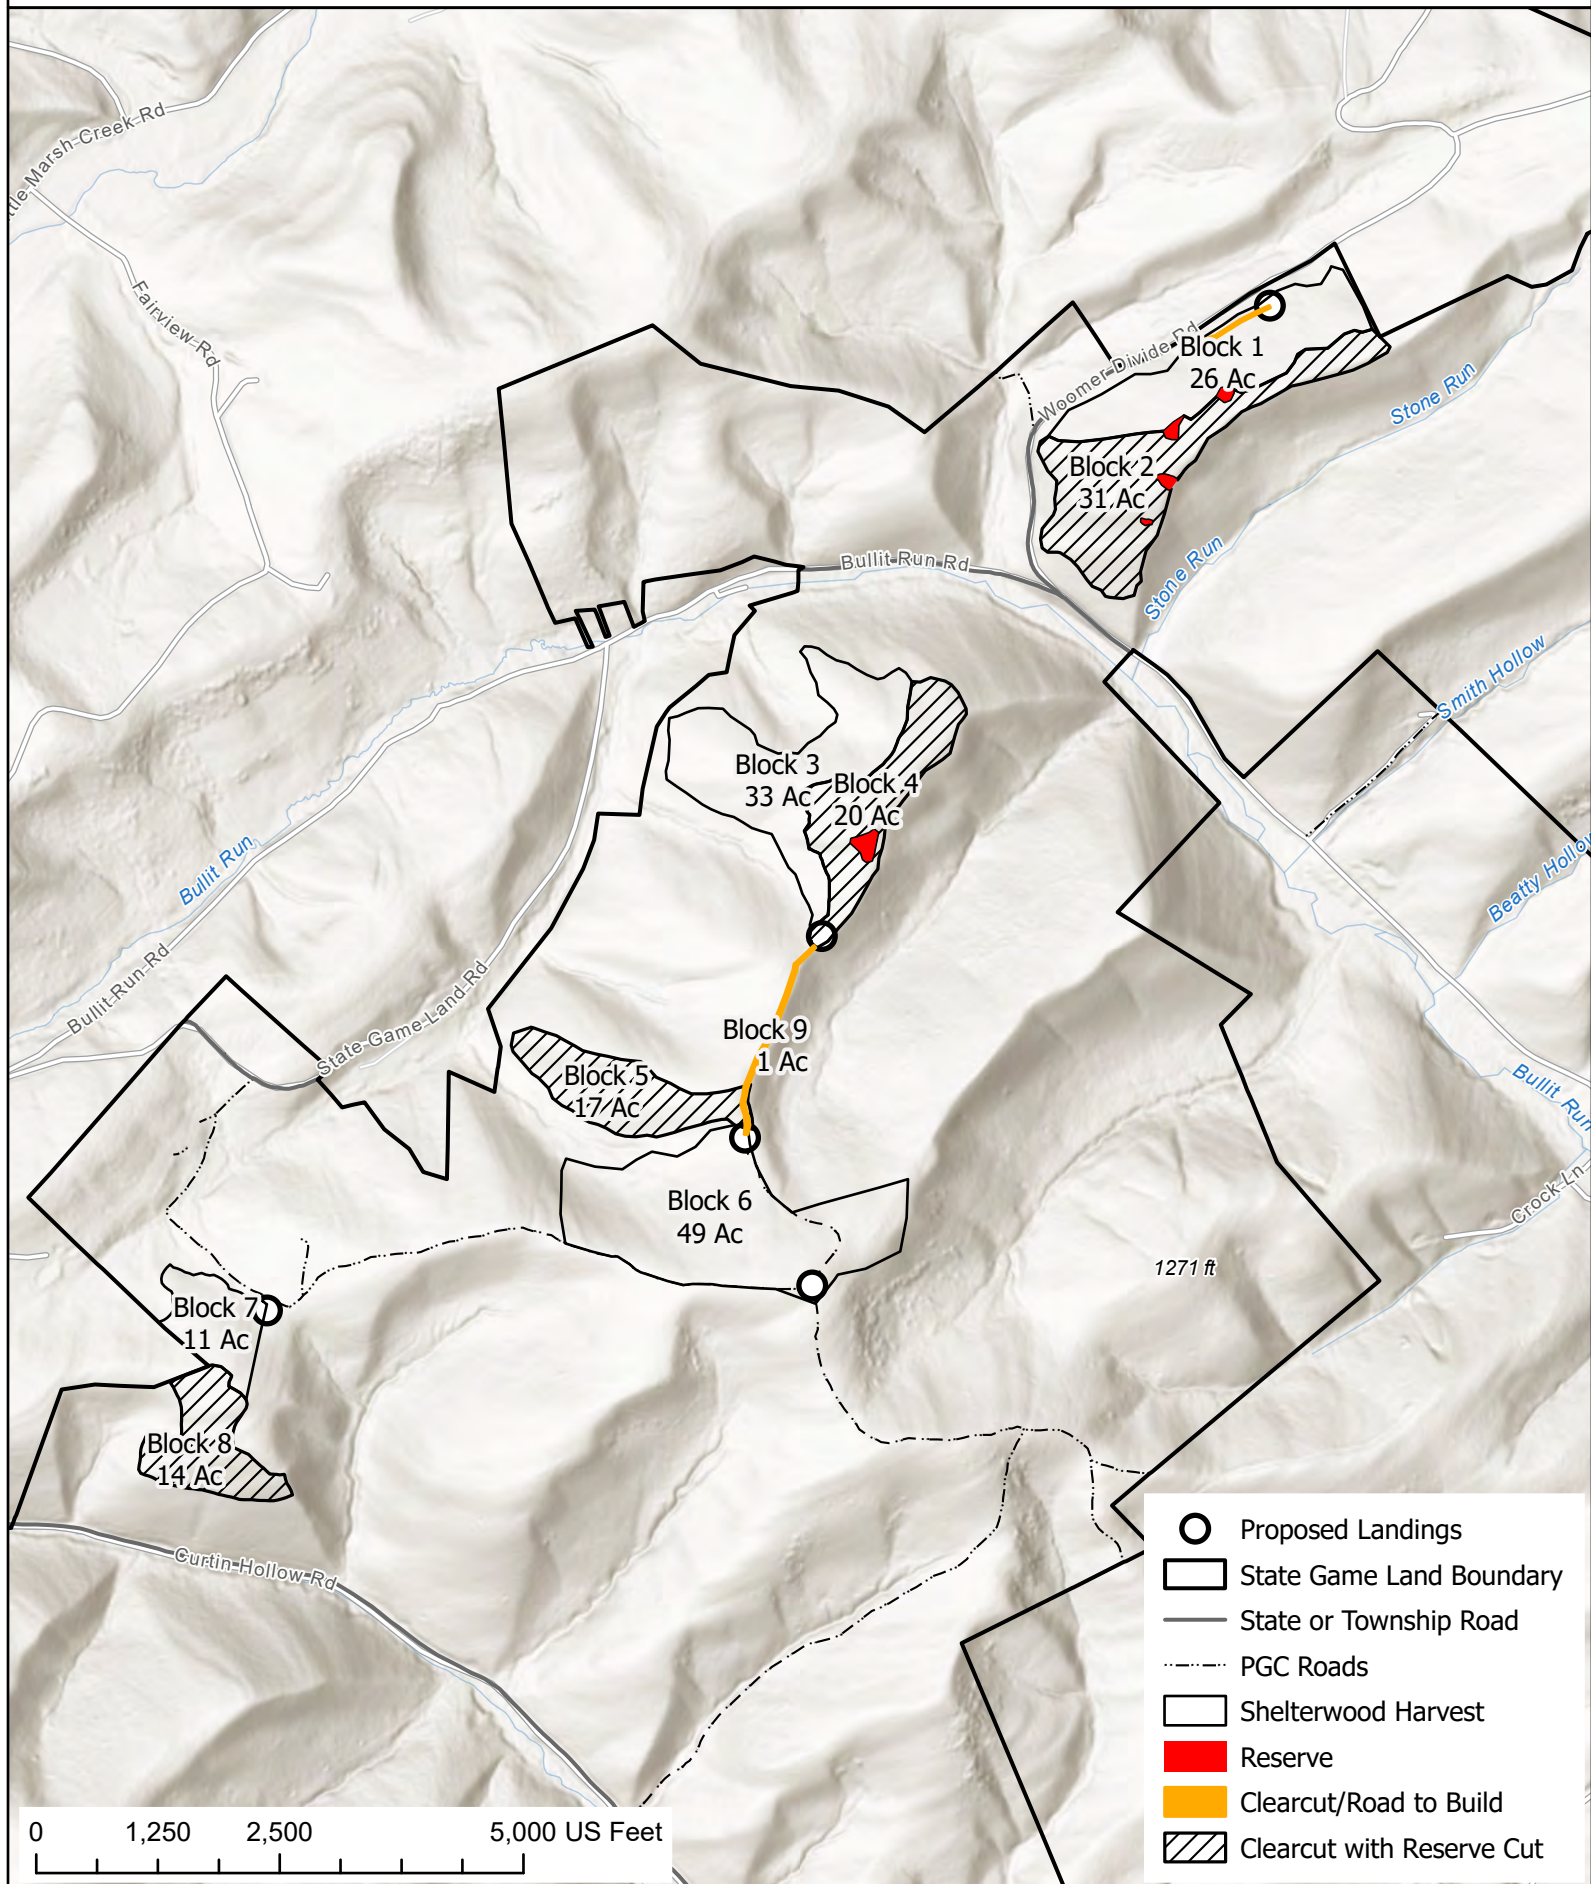 ttle Marsh Creek Rd
Fairview Rd
Woomer Divide Rd
Block 1
26 Ac
Stone Run
Block 2
31 Ac
Bullit Run Rd
Stone Run
Smith Hollow
Block 3
33 Ac
Block 4
20 Ac
Bullit Run
Beatty Hollow
Bullit Run Rd
State Game Land Rd
Block 9
1 Ac
Block 5
17 Ac
Bullit Run
Block 6
49 Ac
Crock Ln
1271 ft
Block 7
11 Ac
Block 8
14 Ac
Curtin Hollow Rd
Proposed Landings
State Game Land Boundary
State or Township Road
PGC Roads
Shelterwood Harvest
Reserve
Clearcut/Road to Build
Clearcut with Reserve Cut
0 1,250 2,500 5,000 US Feet